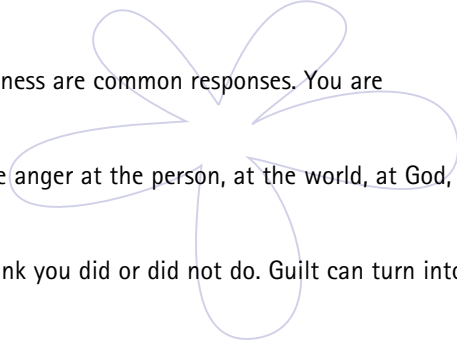 ness are common responses. You are
anger at the person, at the world, at God,
nk you did or did not do. Guilt can turn into